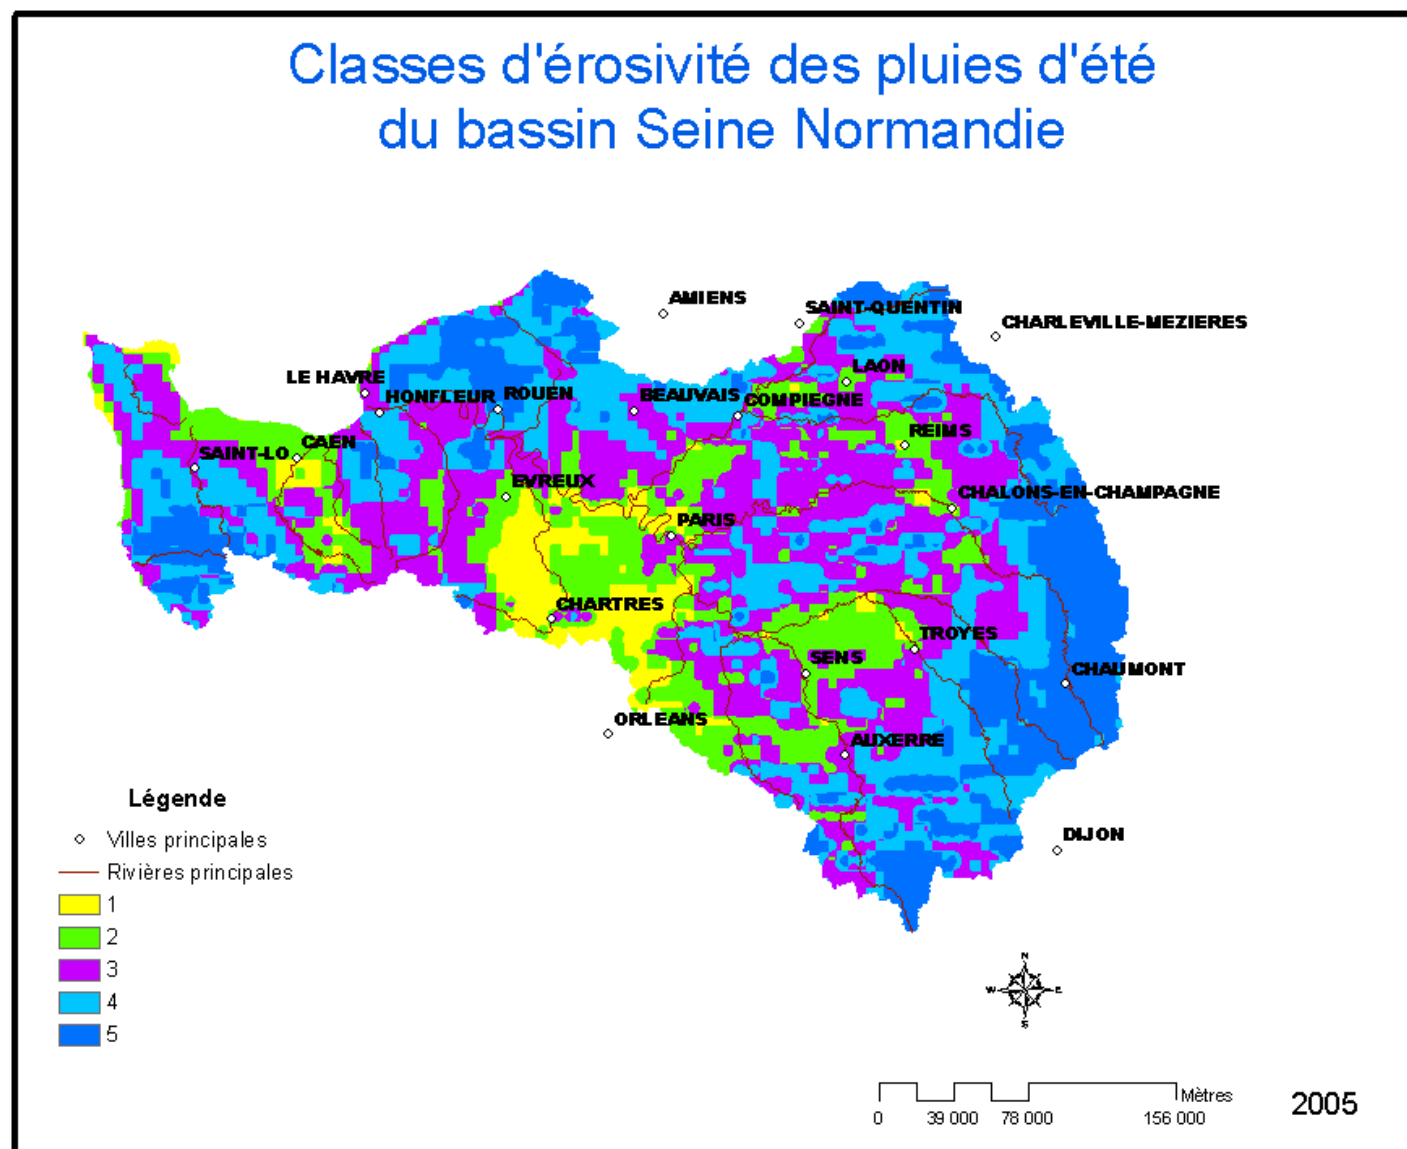 Classes d'érosivité des pluies d'été
du bassin Seine Normandie
AMIENS
SAINT-QUENTIN
CHARLEVILLE-MEZIERES
LE HAVRE
LAON
HONFLEUR
ROUEN
BEAUVAIS
COMPIEGNE
CAEN
REIMS
SAINT-LO
EVREUX
CHALONS-EN-CHAMPAGNE
PARIS
CHARTRES
TROYES
SENS
CHAUMONT
ORLEANS
AUXERRE
DIJON
Légende
Villes principales
Rivières principales
1
2
3
4
5
N
W E
S
Mètres
0 39 000 78 000 156 000
2005